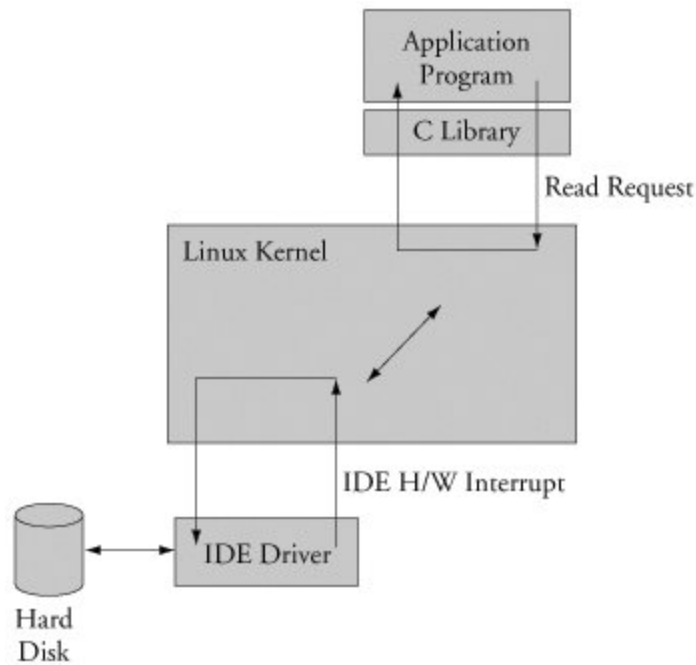 Application
Program
C Library
Read Request
Linux Kernel
IDE H/W Interrupt
IDE Driver
Hard
Disk